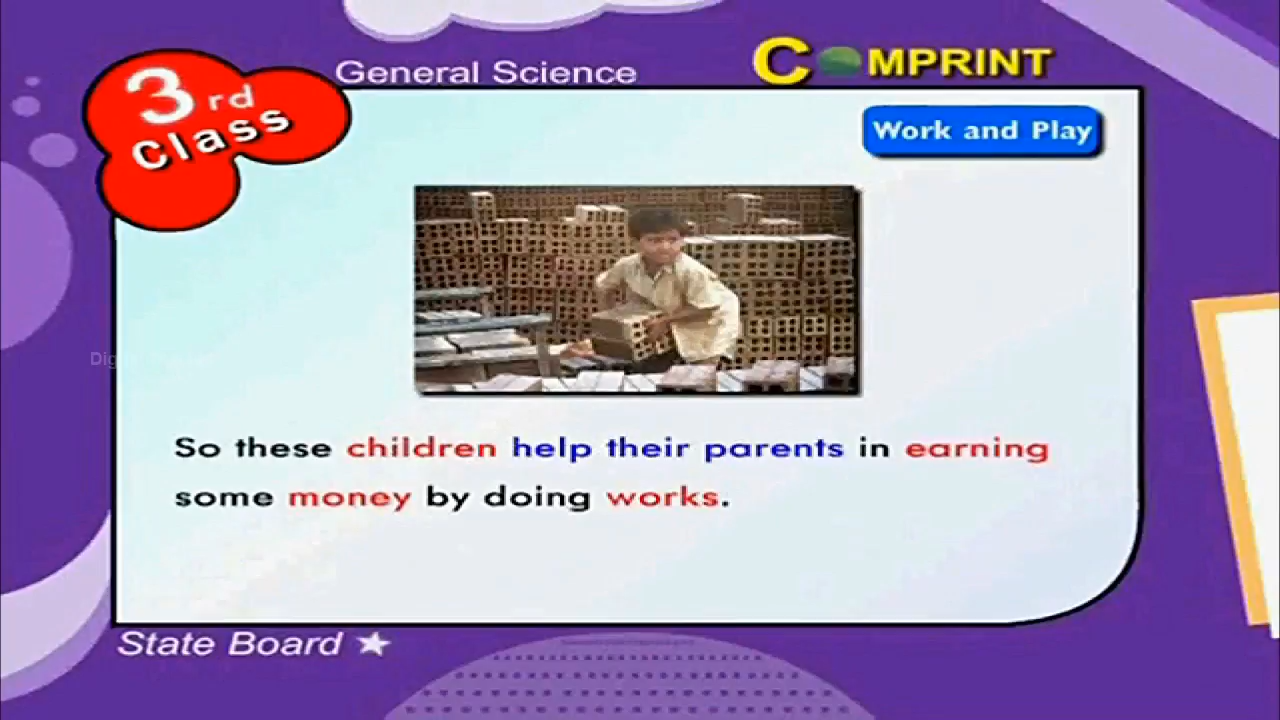 General Science
COMPRINT
3rd
Class
Work and Play
So these children help their parents in earning
some money by doing works.
State Board